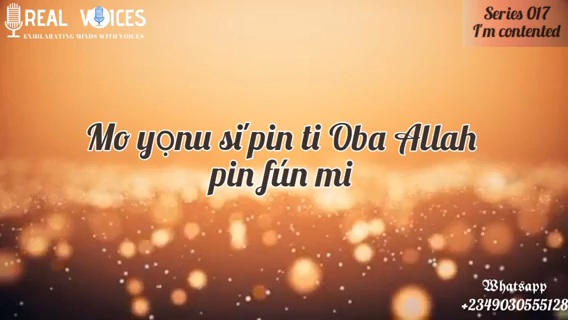 REAL VOICES
EXHILARATING MINDS WITH VOICES
Series 017
I'm contented
Mo yọnu sí pin ti Oba Allah
pin fún mi
Whatsapp
+2349030555128